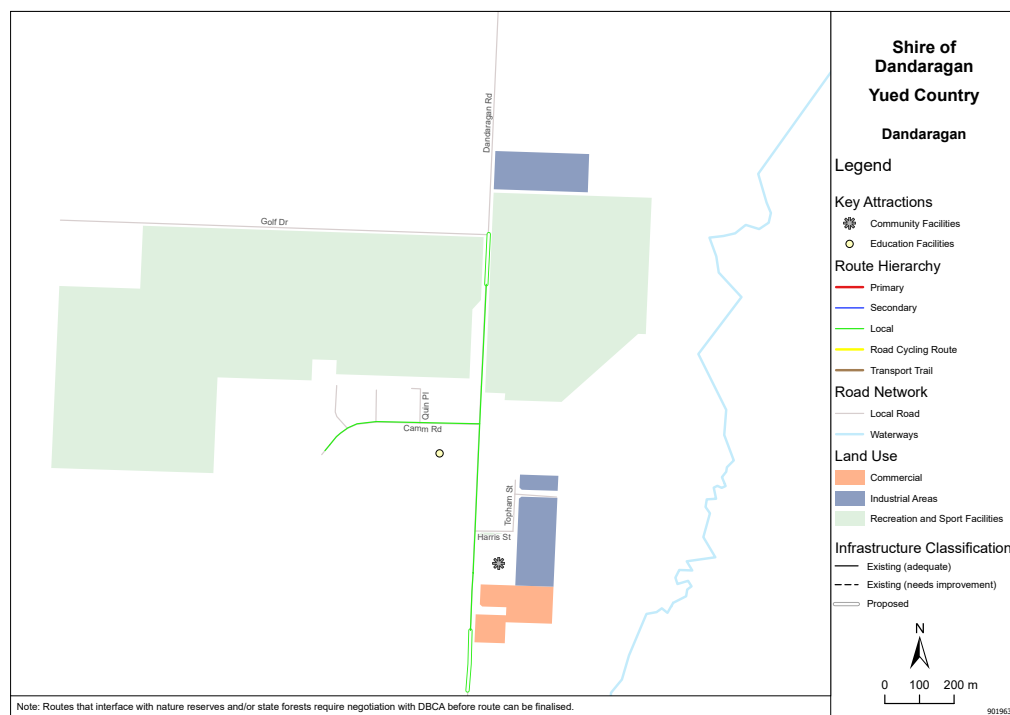 Shire of
Dandaragan
Yued Country
Dandaragan
Legend
Key Attractions
Community Facilities
Education Facilities
Route Hierarchy
Primary
Secondary
Local
Road Cycling Route
Transport Trail
Road Network
Local Road
Waterways
Land Use
Commercial
Industrial Areas
Recreation and Sport Facilities
Infrastructure Classification
Existing (adequate)
Existing (needs improvement)
Proposed
N
0 100 200 m
901963
Dandaragan Rd
Golf Dr
Quin Pl
Camm Rd
Topham St
Harris St
Note: Routes that interface with nature reserves and/or state forests require negotiation with DBCA before route can be finalised.